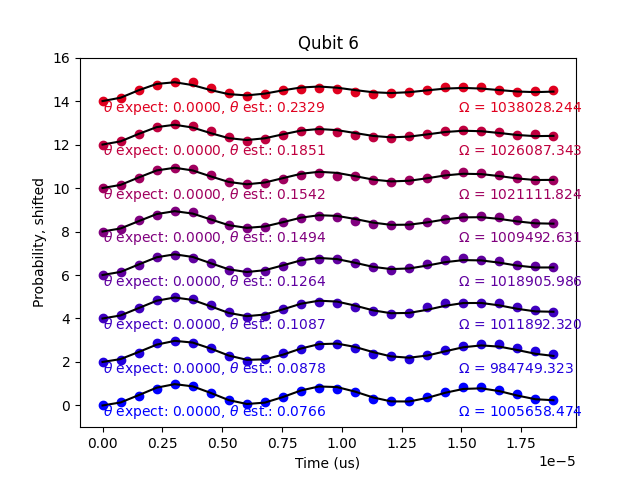 Qubit 6
16
14
θ expect: 0.0000, θ est.: 0.2329 Ω = 1038028.244
12
θ expect: 0.0000, θ est.: 0.1851 Ω = 1026087.343
10
θ expect: 0.0000, θ est.: 0.1542 Ω = 1021111.824
8
θ expect: 0.0000, θ est.: 0.1494 Ω = 1009492.631
6
θ expect: 0.0000, θ est.: 0.1264 Ω = 1018905.986
4
θ expect: 0.0000, θ est.: 0.1087 Ω = 1011892.320
2
θ expect: 0.0000, θ est.: 0.0878 Ω = 984749.323
0
θ expect: 0.0000, θ est.: 0.0766 Ω = 1005658.474
Probability, shifted
0.00 0.25 0.50 0.75 1.00 1.25 1.50 1.75
1e−5
Time (us)